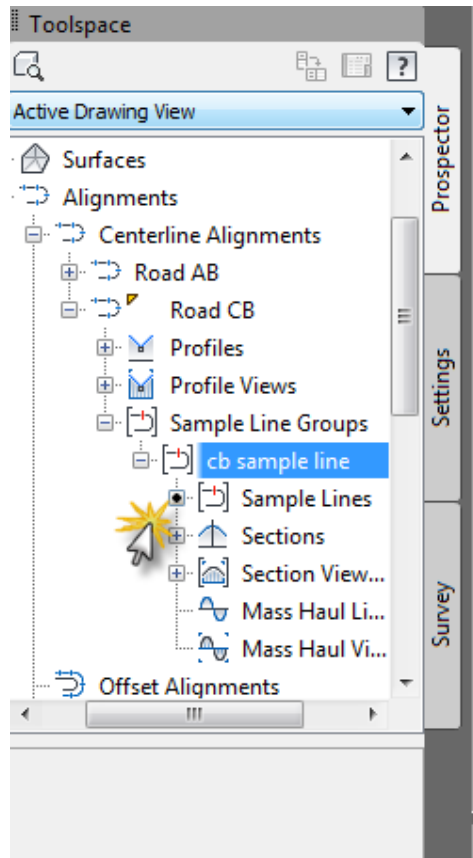 Toolspace
?
Active Drawing View
Surfaces
Alignments
Centerline Alignments
Road AB
Road CB
Profiles
Profile Views
Sample Line Groups
cb sample line
Sample Lines
Sections
Section View...
Mass Haul Li...
Mass Haul Vi...
Offset Alignments
Prospector
Settings
Survey